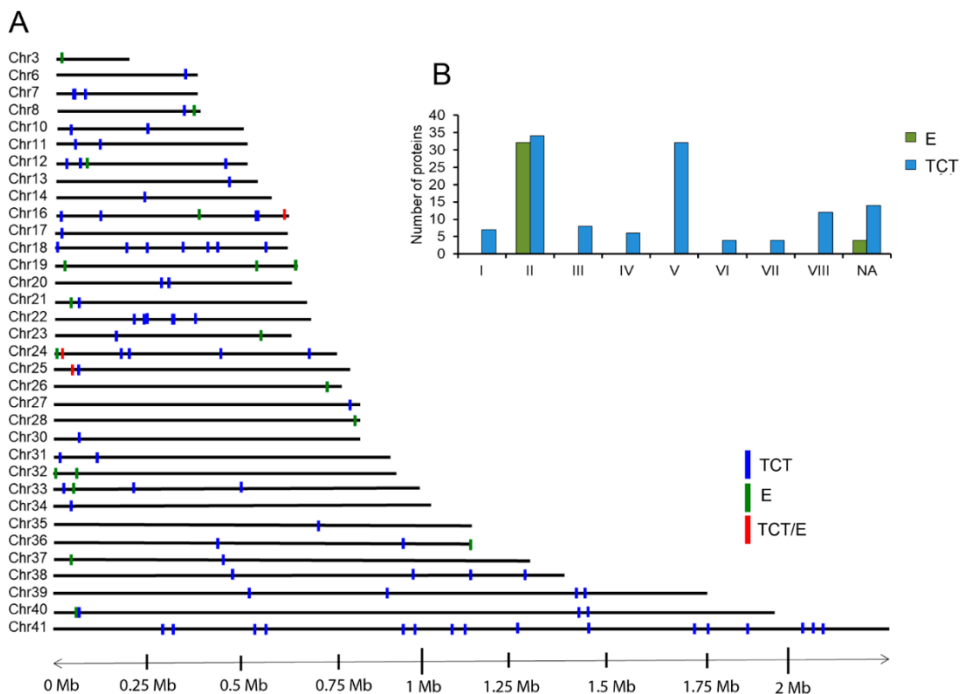 A
Chr3
Chr6
Chr7
Chr8
Chr10
Chr11
Chr12
Chr13
Chr14
Chr16
Chr17
Chr18
Chr19
Chr20
Chr21
Chr22
Chr23
Chr24
Chr25
Chr26
Chr27
Chr28
Chr30
Chr31
Chr32
Chr33
Chr34
Chr35
Chr36
Chr37
Chr38
Chr39
Chr40
Chr41
0 Mb 0.25 Mb 0.5 Mb 0.75 Mb 1 Mb 1.25 Mb 1.5 Mb 1.75 Mb 2 Mb
B
Number of proteins
40
35
30
25
20
15
10
5
0
I II III IV V VI VII VIII NA
E
TCT
TCT
E
TCT/E